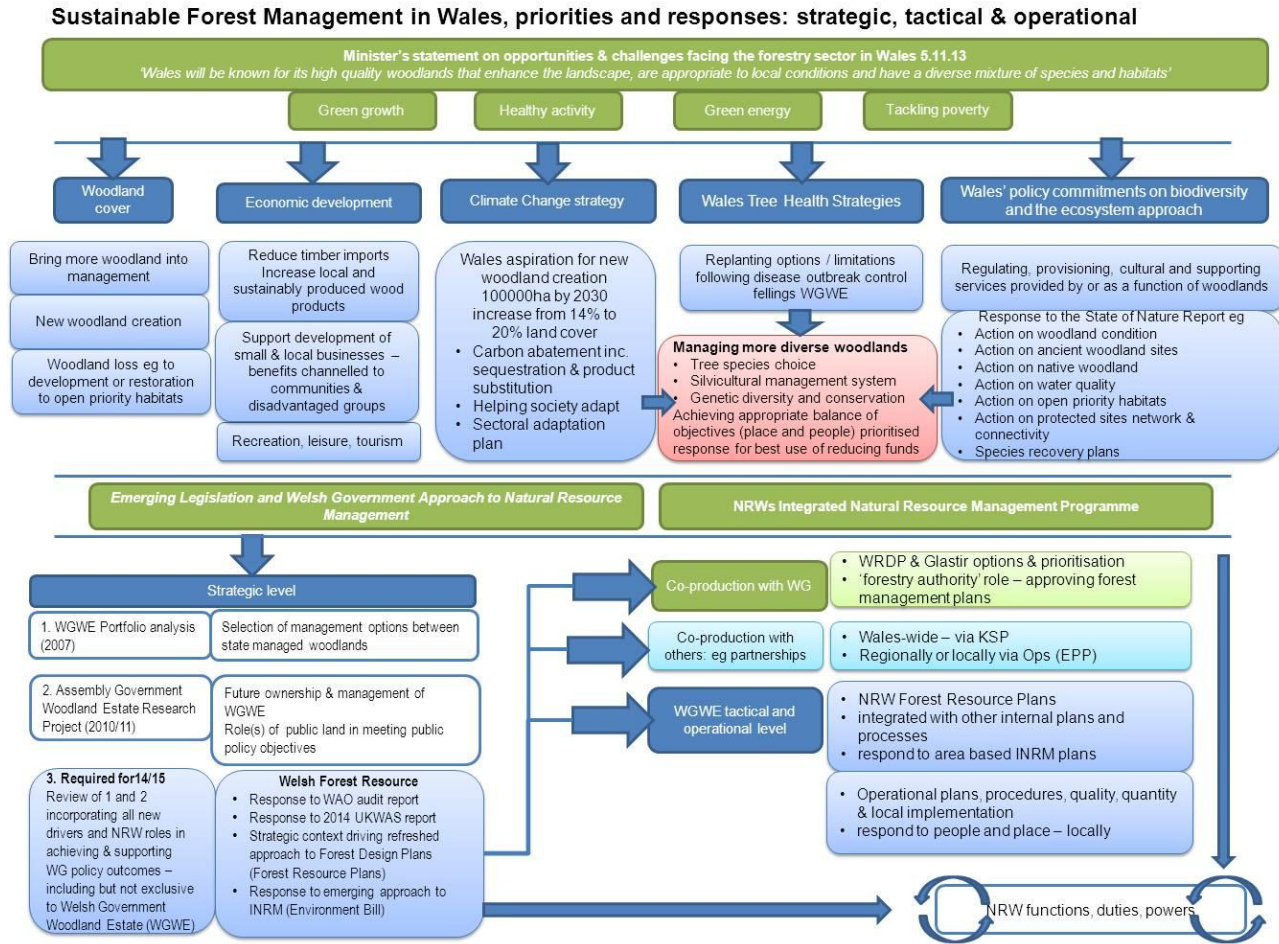 Sustainable Forest Management in Wales, priorities and responses: strategic, tactical & operational
Minister's statement on opportunities & challenges facing the forestry sector in Wales 5.11.13
'Wales will be known for its high quality woodlands that enhance the landscape, are appropriate to local conditions and have a diverse mixture of species and habitats'
Green growth
Healthy activity
Green energy
Tackling poverty
Woodland
cover
Economic development
Climate Change strategy
Wales Tree Health Strategies
Wales' policy commitments on biodiversity
and the ecosystem approach
Bring more woodland into
management
New woodland creation
Woodland loss eg to
development or restoration
to open priority habitats
Reduce timber imports
Increase local and
sustainably produced wood
products
Support development of
small & local businesses –
benefits channelled to
communities &
disadvantaged groups
Recreation, leisure, tourism
Wales aspiration for new
woodland creation
100000ha by 2030
increase from 14% to
20% land cover
• Carbon abatement inc.
sequestration & product
substitution
• Helping society adapt
• Sectoral adaptation
plan
Replanting options / limitations
following disease outbreak control
fellings WGWE
Managing more diverse woodlands
• Tree species choice
• Silvicultural management system
• Genetic diversity and conservation
Achieving appropriate balance of
objectives (place and people) prioritised
response for best use of reducing funds
Regulating, provisioning, cultural and supporting
services provided by or as a function of woodlands
Response to the State of Nature Report eg
• Action on woodland condition
• Action on ancient woodland sites
• Action on native woodland
• Action on water quality
• Action on open priority habitats
• Action on protected sites network &
connectivity
• Species recovery plans
Emerging Legislation and Welsh Government Approach to Natural Resource
Management
NRWs Integrated Natural Resource Management Programme
Strategic level
1. WGWE Portfolio analysis
(2007)
Selection of management options between
state managed woodlands
2. Assembly Government
Woodland Estate Research
Project (2010/11)
Future ownership & management of
WGWE
Role(s) of public land in meeting public
policy objectives
3. Required for14/15
Review of 1 and 2
incorporating all new
drivers and NRW roles in
achieving & supporting
WG policy outcomes –
including but not exclusive
to Welsh Government
Woodland Estate (WGWE)
Welsh Forest Resource
• Response to WAO audit report
• Response to 2014 UKWAS report
• Strategic context driving refreshed
approach to Forest Design Plans
(Forest Resource Plans)
• Response to emerging approach to
INRM (Environment Bill)
Co-production with WG
• WRDP & Glastir options & prioritisation
• 'forestry authority' role – approving forest
management plans
Co-production with
others: eg partnerships
• Wales-wide – via KSP
• Regionally or locally via Ops (EPP)
WGWE tactical and
operational level
• NRW Forest Resource Plans
• integrated with other internal plans and
processes
• respond to area based INRM plans
• Operational plans, procedures, quality, quantity
& local implementation
• respond to people and place – locally
NRW functions, duties, powers